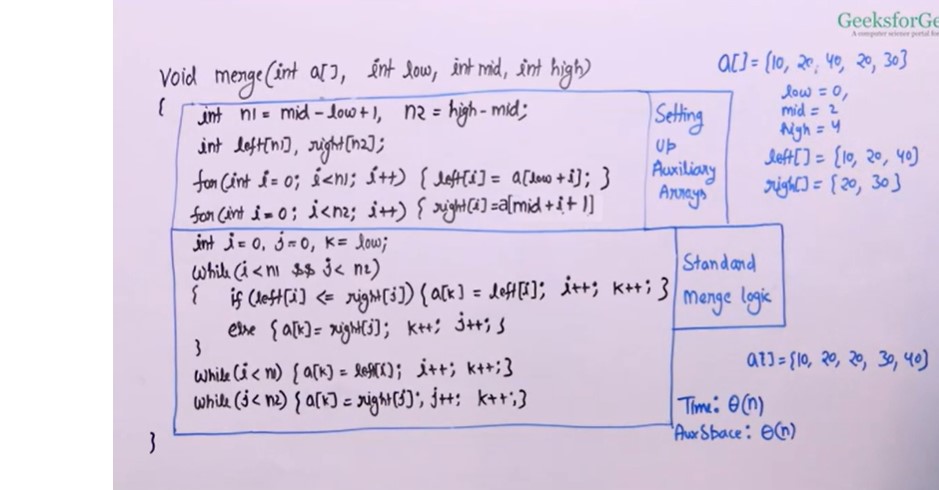 GeeksforGe
A computer science portal for
void merge(int a[], int low, int mid, int high)
{
int n1 = mid - low + 1, n2 = high - mid;
int left[n1], right[n2];
for(int i = 0; i < n1; i++) { left[i] = a[low + i]; }
for(int i = 0; i < n2; i++) { right[i] = a[mid + i + 1]
Setting
Up
Auxiliary
Arrays
int i = 0, j = 0, k = low;
while(i < n1 && j < n2)
{ if (left[i] <= right[j]) { a[k] = left[i]; i++; k++; }
else { a[k] = right[j]; k++; j++; }
}
while(i < n1) { a[k] = left[i]; i++; k++; }
while(j < n2) { a[k] = right[j]; j++; k++; }
}
Standard
Merge logic
a[] = {10, 20, 40, 20, 30}
low = 0,
mid = 2
high = 4
left[] = {10, 20, 40}
righ[] = {20, 30}
a[] = {10, 20, 20, 30, 40}
Time: θ(n)
Aux Space: θ(n)